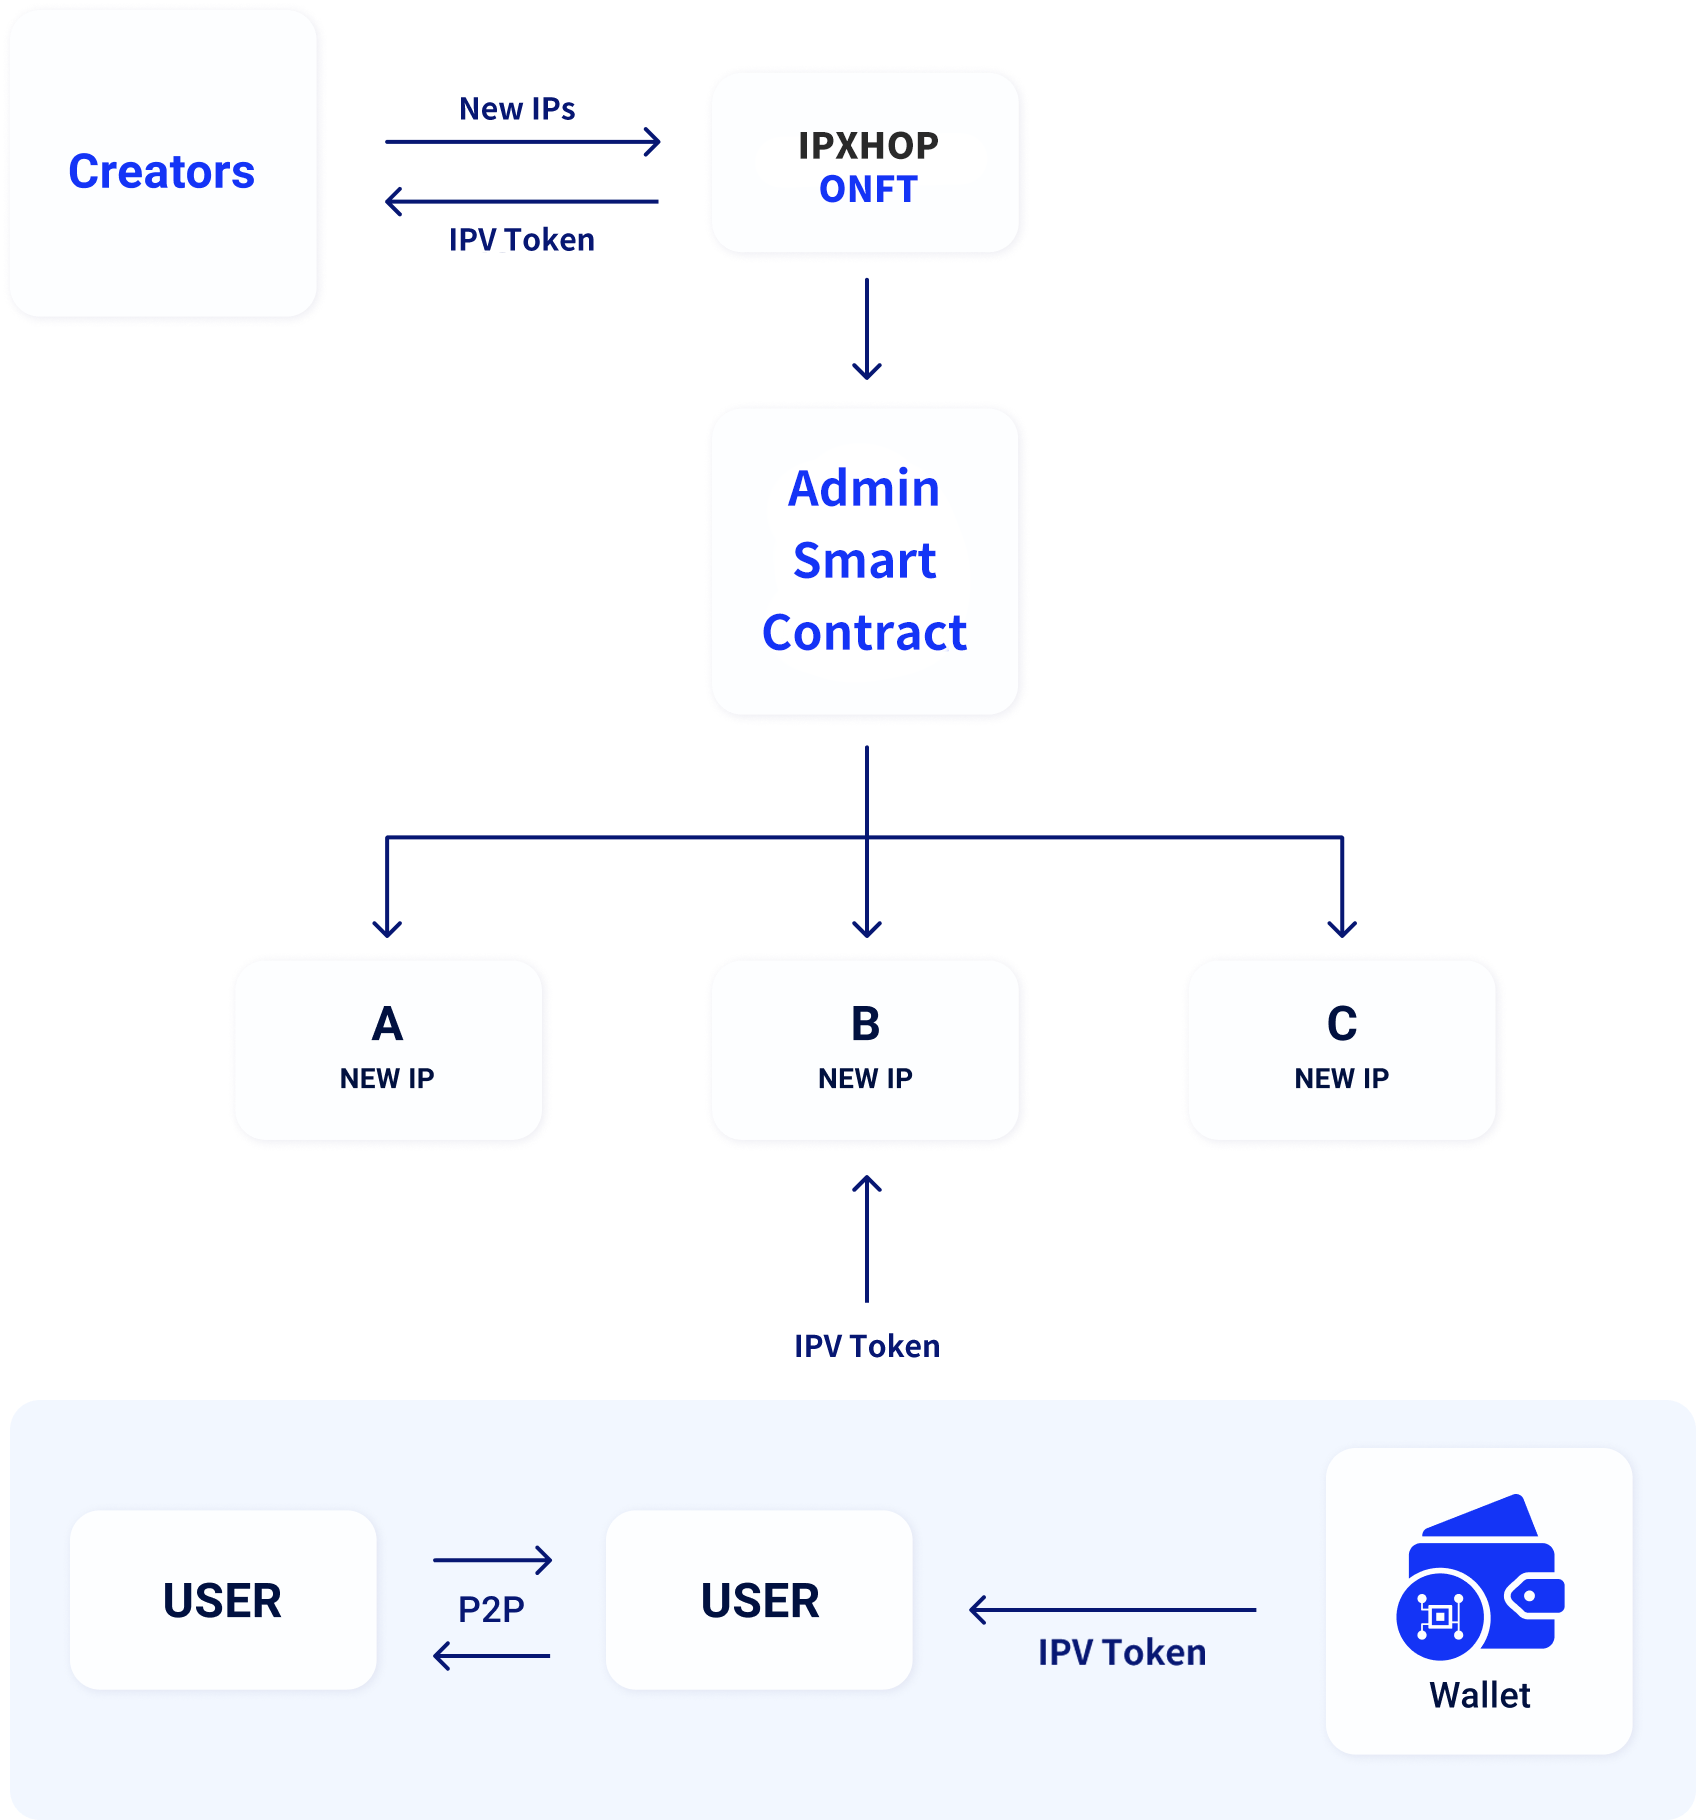 Creators
New IPs
IPV Token
IPXHOP
ONFT
Admin
Smart
Contract
A
NEW IP
B
NEW IP
C
NEW IP
IPV Token
USER
P2P
USER
IPV Token
Wallet